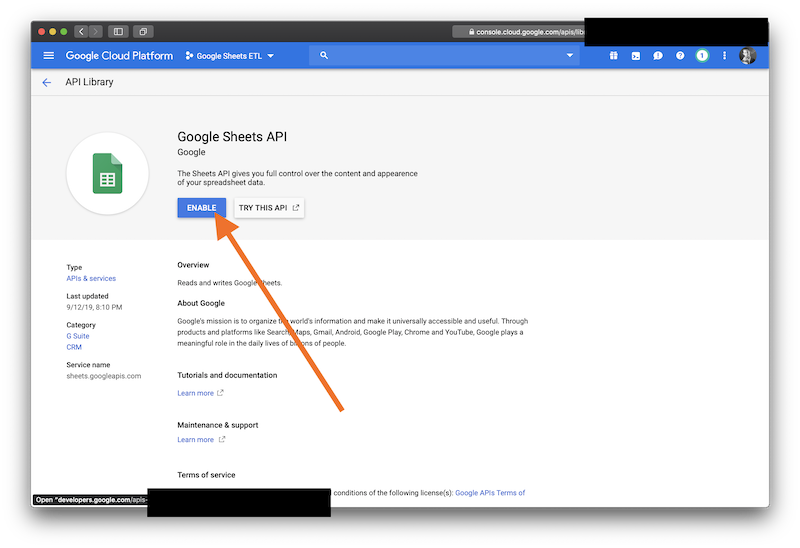 console.cloud.google.com/apis/lib
Google Cloud Platform
Google Sheets ETL
1
API Library
Google Sheets API
Google
The Sheets API gives you full control over the content and appearence
of your spreadsheet data.
ENABLE
TRY THIS API
Type
APIs & services
Last updated
9/12/19, 8:10 PM
Category
G Suite
CRM
Service name
sheets.googleapis.com
Overview
Reads and writes Google Sheets.
About Google
Google's mission is to organize the world's information and make it universally accessible and useful. Through
products and platforms like Search, Maps, Gmail, Android, Google Play, Chrome and YouTube, Google plays a
meaningful role in the daily lives of billions of people.
Tutorials and documentation
Learn more
Maintenance & support
Learn more
Terms of service
conditions of the following license(s): Google APIs Terms of
Open "developers.google.com/apis-